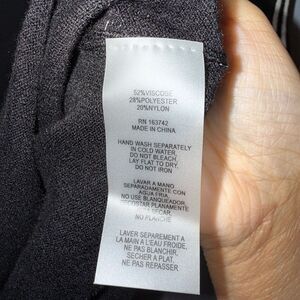 52%VISCOSE
28%POLYESTER
20%NYLON
RN 163742
MADE IN CHINA
HAND WASH SEPARATELY
IN COLD WATER,
DO NOT BLEACH,
LAY FLAT TO DRY,
DO NOT IRON
LAVAR A MANO
SEPARADAMENTE CON
AGUA FRIA
NO USE BLANQUEADOR
PLANAMENTE
SECAR,
NO PLANCHE
LAVER SEPAREMENT A
LA MAIN A L'EAU FROIDE,
NE PAS BLANCHIR,
SECHER A PLAT,
NE PAS REPASSER